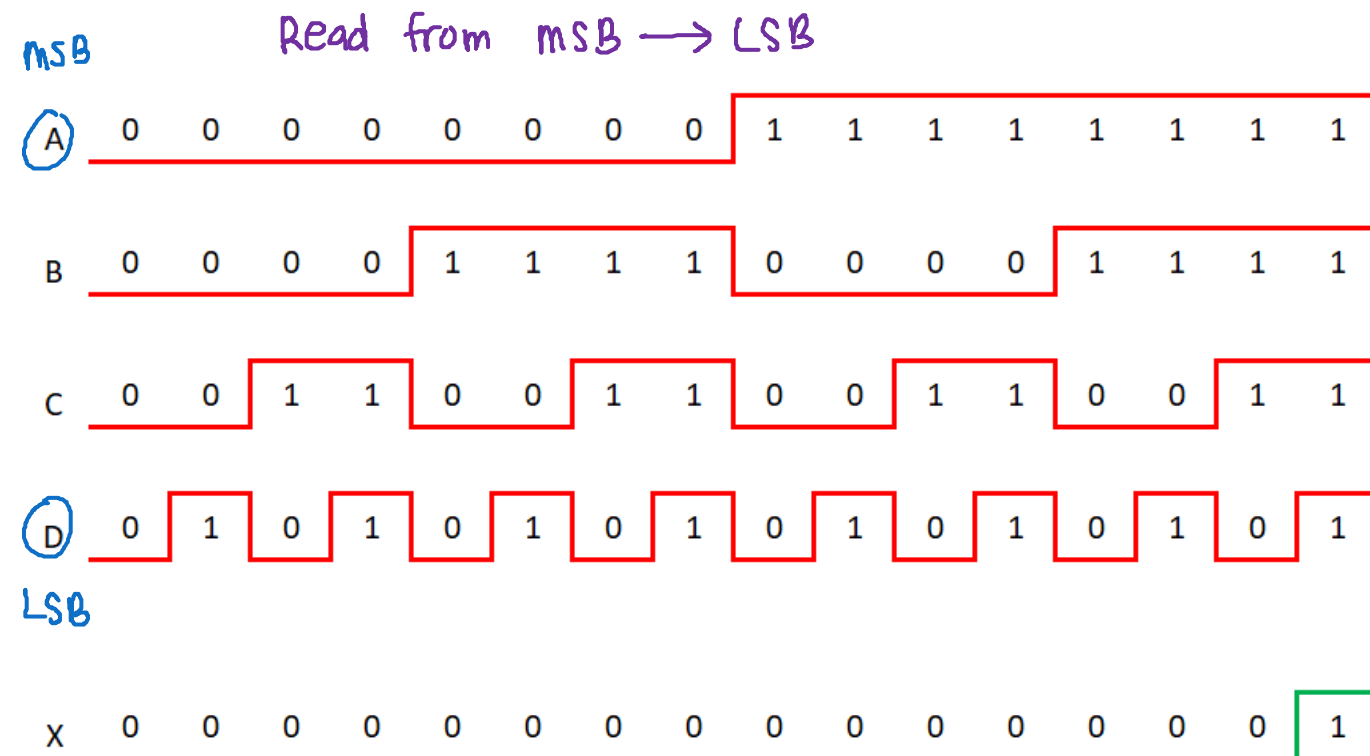 Read from MSB → LSB
MSB
A 0 0 0 0 0 0 0 0 1 1 1 1 1 1 1 1
B 0 0 0 0 1 1 1 1 0 0 0 0 1 1 1 1
C 0 0 1 1 0 0 1 1 0 0 1 1 0 0 1 1
D 0 1 0 1 0 1 0 1 0 1 0 1 0 1 0 1
LSB
X 0 0 0 0 0 0 0 0 0 0 0 0 0 0 0 1